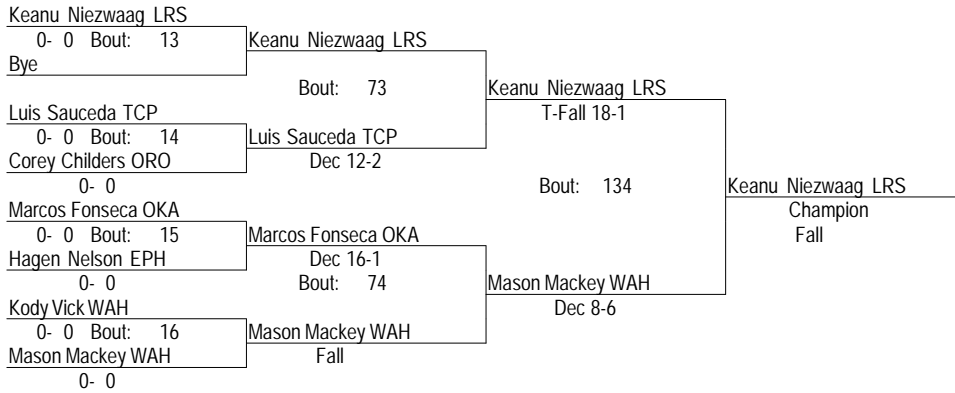 Keanu Niezwaag LRS
0- 0 Bout: 13
Keanu Niezwaag LRS
Bye
Bout: 73
Keanu Niezwaag LRS
Luis Sauceda TCP
T-Fall 18-1
0- 0 Bout: 14
Luis Sauceda TCP
Corey Childers ORO
Dec 12-2
0- 0
Bout: 134
Keanu Niezwaag LRS
Marcos Fonseca OKA
Champion
0- 0 Bout: 15
Marcos Fonseca OKA
Fall
Hagen Nelson EPH
Dec 16-1
0- 0
Bout: 74
Mason Mackey WAH
Kody Vick WAH
Dec 8-6
0- 0 Bout: 16
Mason Mackey WAH
Mason Mackey WAH
Fall
0- 0